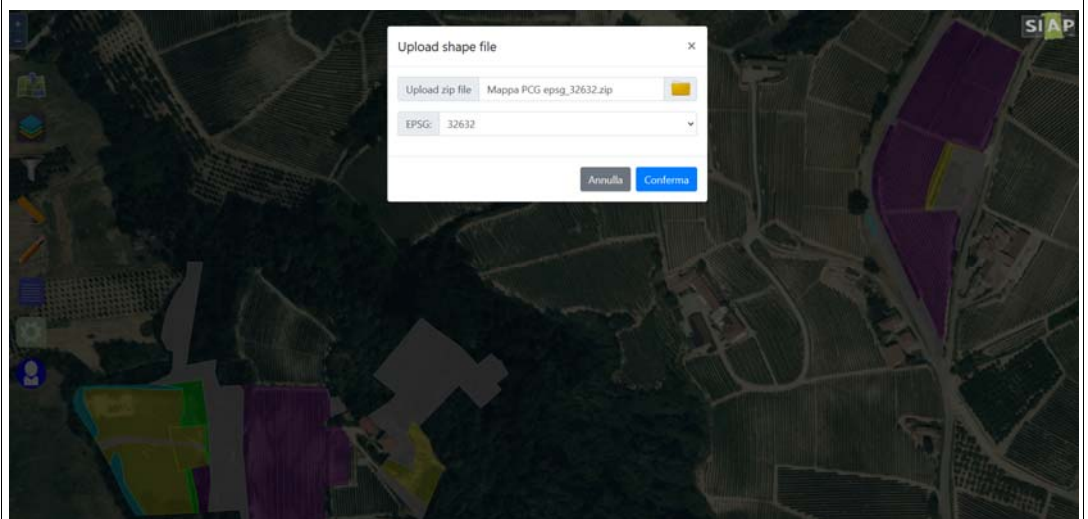 SIAP
Upload shape file ×
Upload zip file Mappa PCG epsg_32632.zip
EPSG: 32632
Annulla Conferma